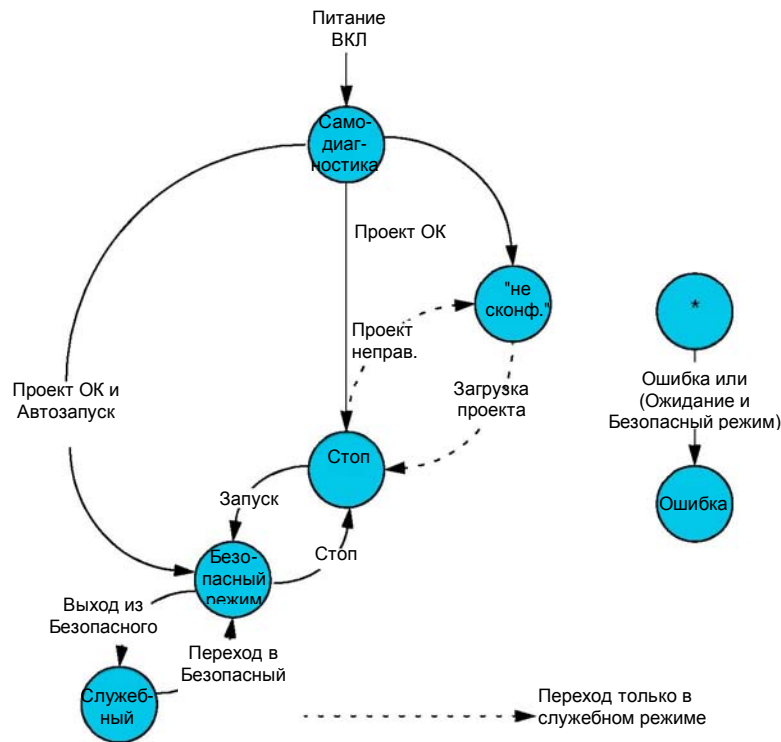 Питание
ВКЛ
Само-
диаг-
ностика
Проект ОК
"не
сконф."
*
Проект
неправ.
Ошибка или
(Ожидание и
Безопасный режим)
Проект ОК и
Автозапуск
Загрузка
проекта
Стоп
Запуск
Ошибка
Безо-
пасный
режим
Стоп
Выход из
Безопасного
Переход в
Безопасный
Служеб-
ный
Переход только в
служебном режиме